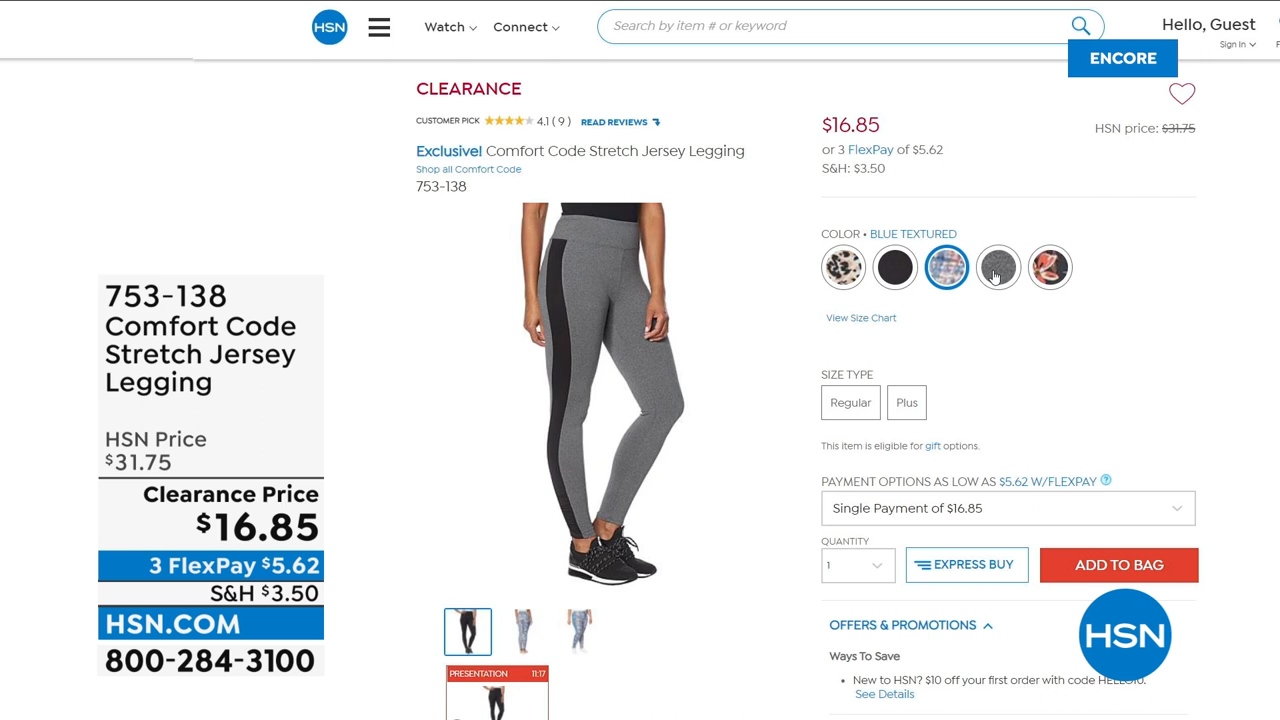 HSN
Watch
Connect
Search by item # or keyword
Hello, Guest
Sign In
ENCORE
CLEARANCE
CUSTOMER PICK 4.1 ( 9 ) READ REVIEWS
Exclusive! Comfort Code Stretch Jersey Legging
Shop all Comfort Code
753-138
$16.85
HSN price: $31.75
or 3 FlexPay of $5.62
S&H: $3.50
COLOR • BLUE TEXTURED
View Size Chart
SIZE TYPE
Regular
Plus
This item is eligible for gift options.
PAYMENT OPTIONS AS LOW AS $5.62 W/FLEXPAY ?
Single Payment of $16.85
QUANTITY
1
EXPRESS BUY
ADD TO BAG
OFFERS & PROMOTIONS
Ways To Save
• New to HSN? $10 off your first order with code HELLO10.
See Details
HSN
PRESENTATION 11:17
753-138
Comfort Code
Stretch Jersey
Legging
HSN Price
$31.75
Clearance Price
$16.85
3 FlexPay $5.62
S&H $3.50
HSN.COM
800-284-3100